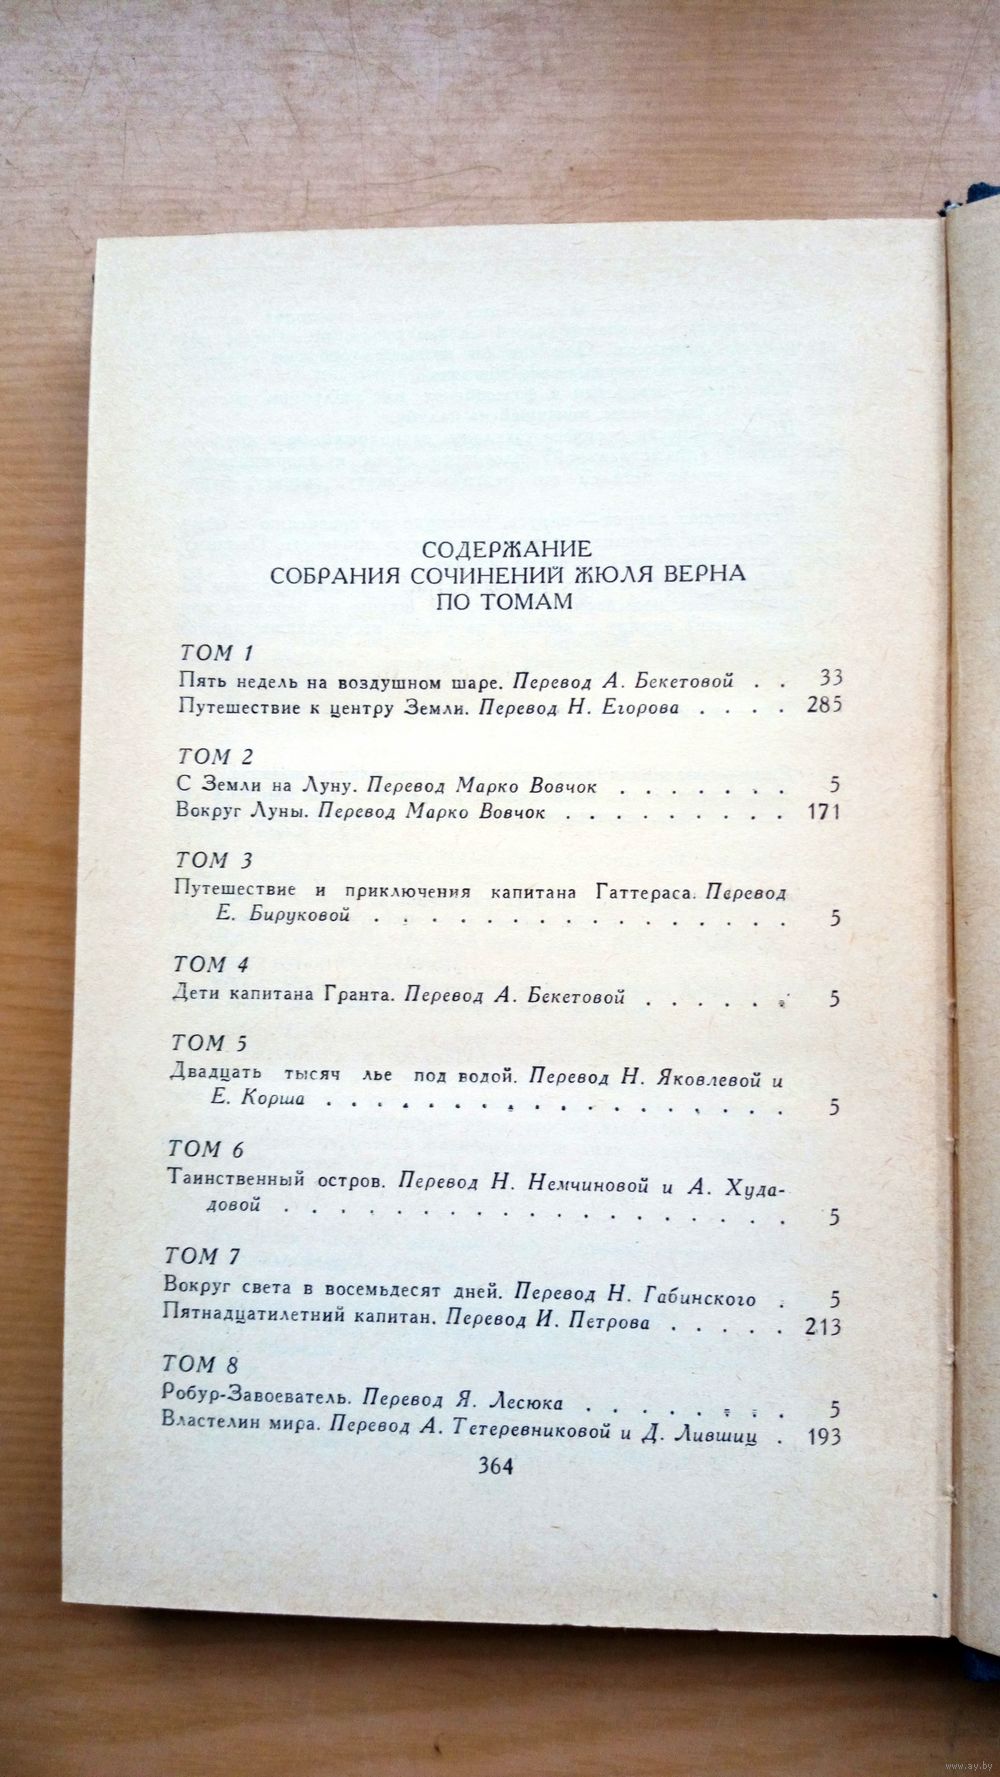 СОДЕРЖАНИЕ
СОБРАНИЯ СОЧИНЕНИЙ ЖЮЛЯ ВЕРНА
ПО ТОМАМ
ТОМ 1
Пять недель на воздушном шаре. Перевод А. Бекетовой . . 33
Путешествие к центру Земли. Перевод Н. Егорова . . . . 285
ТОМ 2
С Земли на Луну. Перевод Марко Вовчок . . . . . . . 5
Вокруг Луны. Перевод Марко Вовчок . . . . . . . . . 171
ТОМ 3
Путешествие и приключения капитана Гаттераса. Перевод
Е. Бируковой . . . . . . . . . . . . . . . 5
ТОМ 4
Дети капитана Гранта. Перевод А. Бекетовой . . . . . . 5
ТОМ 5
Двадцать тысяч лье под водой. Перевод Н. Яковлевой и
Е. Корша . . . . . . . . . . . . . . . . . . 5
ТОМ 6
Таинственный остров. Перевод Н. Немчиновой и А. Худа-
довой . . . . . . . . . . . . . . . . . . . 5
ТОМ 7
Вокруг света в восемьдесят дней. Перевод Н. Габинского . 5
Пятнадцатилетний капитан. Перевод И. Петрова . . . . . 213
ТОМ 8
Робур-Завоеватель. Перевод Я. Лесюка . . . . . . . . 5
Властелин мира. Перевод А. Тетеревниковой и Д. Лившиц . 193
364
www.ay.by